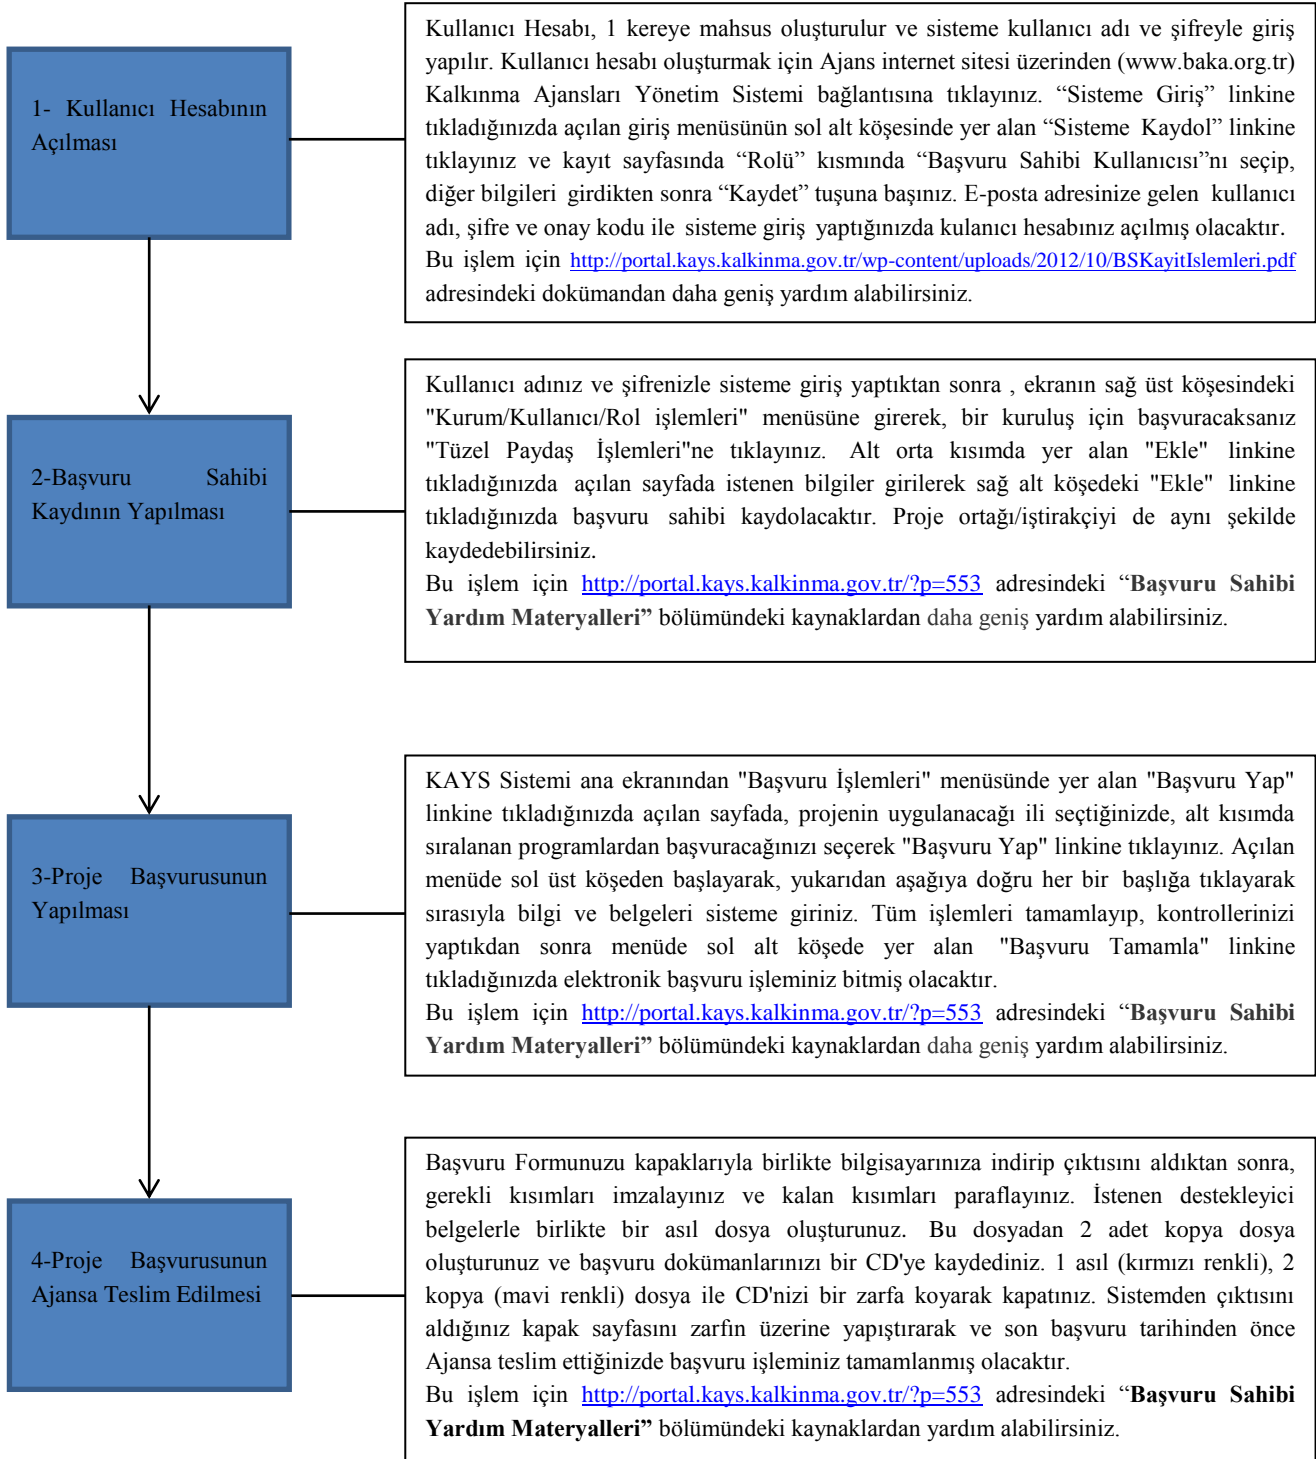 1- Kullanıcı Hesabının
Açılması
Kullanıcı Hesabı, 1 kereye mahsus oluşturulur ve sisteme kullanıcı adı ve şifreyle giriş
yapılır. Kullanıcı hesabı oluşturmak için Ajans internet sitesi üzerinden (www.baka.org.tr)
Kalkınma Ajansları Yönetim Sistemi bağlantısına tıklayınız. “Sisteme Giriş” linkine
tıkladığınızda açılan giriş menüsünün sol alt köşesinde yer alan “Sisteme Kaydol” linkine
tıklayınız ve kayıt sayfasında “Rolü” kısmında “Başvuru Sahibi Kullanıcısı”nı seçip,
diğer bilgileri girdikten sonra “Kaydet” tuşuna başınız. E-posta adresinize gelen kullanıcı
adı, şifre ve onay kodu ile sisteme giriş yaptığınızda kulanıcı hesabınız açılmış olacaktır.
Bu işlem için http://portal.kays.kalkinma.gov.tr/wp-content/uploads/2012/10/BSKayitIslemleri.pdf
adresindeki dokümandan daha geniş yardım alabilirsiniz.
2-Başvuru Sahibi
Kaydının Yapılması
Kullanıcı adınız ve şifrenizle sisteme giriş yaptıktan sonra , ekranın sağ üst köşesindeki
"Kurum/Kullanıcı/Rol işlemleri" menüsüne girerek, bir kuruluş için başvuracaksanız
"Tüzel Paydaş İşlemleri"ne tıklayınız. Alt orta kısımda yer alan "Ekle" linkine
tıkladığınızda açılan sayfada istenen bilgiler girilerek sağ alt köşedeki "Ekle" linkine
tıkladığınızda başvuru sahibi kaydolacaktır. Proje ortağı/iştirakçiyi de aynı şekilde
kaydedebilirsiniz.
Bu işlem için http://portal.kays.kalkinma.gov.tr/?p=553 adresindeki “Başvuru Sahibi
Yardım Materyalleri” bölümündeki kaynaklardan daha geniş yardım alabilirsiniz.
3-Proje Başvurusunun
Yapılması
KAYS Sistemi ana ekranından "Başvuru İşlemleri" menüsünde yer alan "Başvuru Yap"
linkine tıkladığınızda açılan sayfada, projenin uygulanacağı ili seçtiğinizde, alt kısımda
sıralanan programlardan başvuracağınızı seçerek "Başvuru Yap" linkine tıklayınız. Açılan
menüde sol üst köşeden başlayarak, yukarıdan aşağıya doğru her bir başlığa tıklayarak
sırasıyla bilgi ve belgeleri sisteme giriniz. Tüm işlemleri tamamlayıp, kontrollerinizi
yaptıkdan sonra menüde sol alt köşede yer alan "Başvuru Tamamla" linkine
tıkladığınızda elektronik başvuru işleminiz bitmiş olacaktır.
Bu işlem için http://portal.kays.kalkinma.gov.tr/?p=553 adresindeki “Başvuru Sahibi
Yardım Materyalleri” bölümündeki kaynaklardan daha geniş yardım alabilirsiniz.
4-Proje Başvurusunun
Ajansa Teslim Edilmesi
Başvuru Formunuzu kapaklarıyla birlikte bilgisayarınıza indirip çıktısını aldıktan sonra,
gerekli kısımları imzalayınız ve kalan kısımları paraflayınız. İstenen destekleyici
belgelerle birlikte bir asıl dosya oluşturunuz. Bu dosyadan 2 adet kopya dosya
oluşturunuz ve başvuru dokümanlarınızı bir CD'ye kaydediniz. 1 asıl (kırmızı renkli), 2
kopya (mavi renkli) dosya ile CD'nizi bir zarfa koyarak kapatınız. Sistemden çıktısını
aldığınız kapak sayfasını zarfın üzerine yapıştırarak ve son başvuru tarihinden önce
Ajansa teslim ettiğinizde başvuru işleminiz tamamlanmış olacaktır.
Bu işlem için http://portal.kays.kalkinma.gov.tr/?p=553 adresindeki “Başvuru Sahibi
Yardım Materyalleri” bölümündeki kaynaklardan yardım alabilirsiniz.